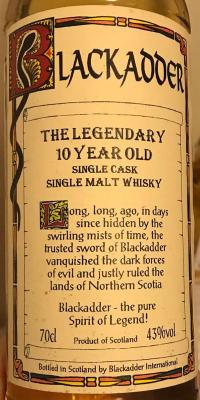 BLACKADDER
THE LEGENDARY
10 YEAR OLD
SINGLE CASK
SINGLE MALT WHISKY
Long, long, ago, in days
since hidden by the
swirling mists of time, the
trusted sword of Blackadder
vanquished the dark forces
of evil and justly ruled the
lands of Northern Scotia
Blackadder - the pure
Spirit of Legend!
70cl Product of Scotland 43%vol
Bottled in Scotland by Blackadder International